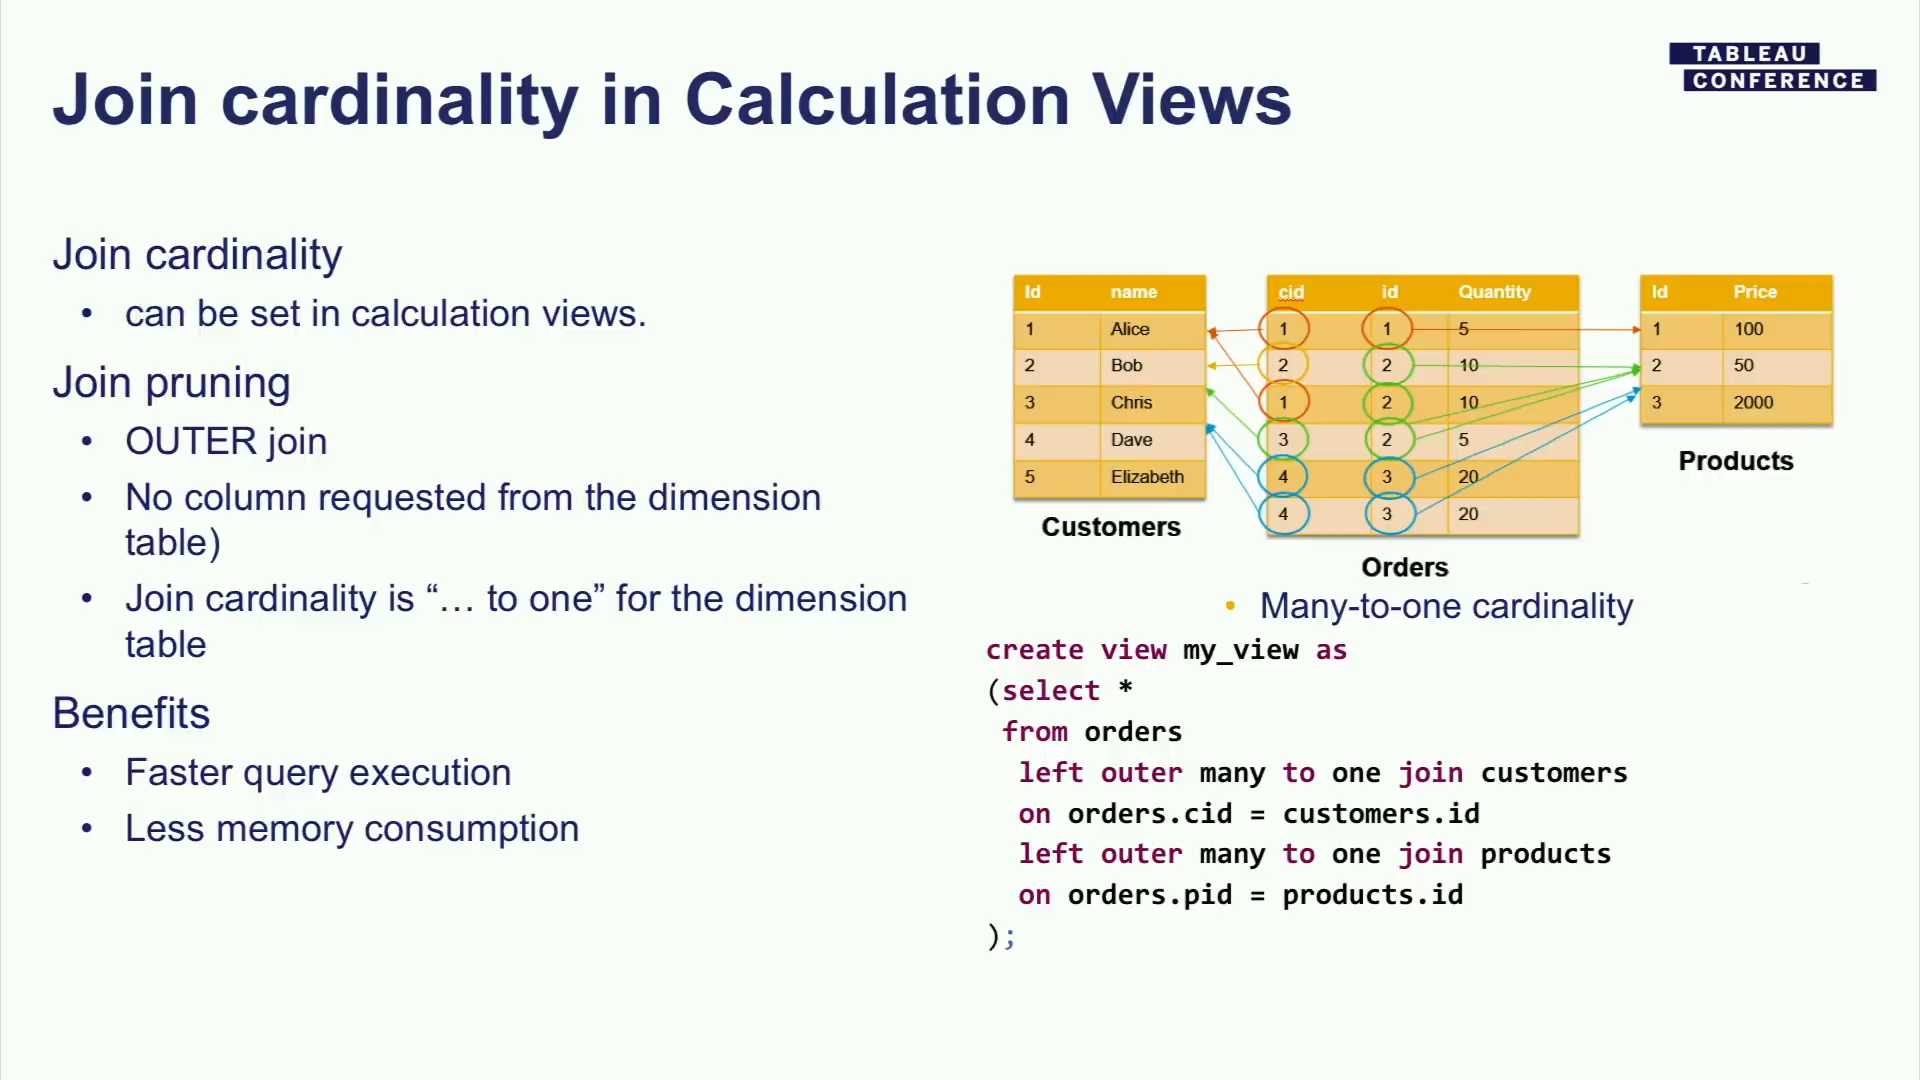 TABLEAU
CONFERENCE
Join cardinality in Calculation Views
Join cardinality
• can be set in calculation views.
Join pruning
• OUTER join
• No column requested from the dimension
table)
• Join cardinality is “… to one” for the dimension
table
Benefits
• Faster query execution
• Less memory consumption
Id name
1 Alice
2 Bob
3 Chris
4 Dave
5 Elizabeth
Customers
cid id Quantity
1 1 5
2 2 10
1 2 10
3 2 5
4 3 20
4 3 20
Orders
Id Price
1 100
2 50
3 2000
Products
• Many-to-one cardinality
create view my_view as
(select *
from orders
left outer many to one join customers
on orders.cid = customers.id
left outer many to one join products
on orders.pid = products.id
);